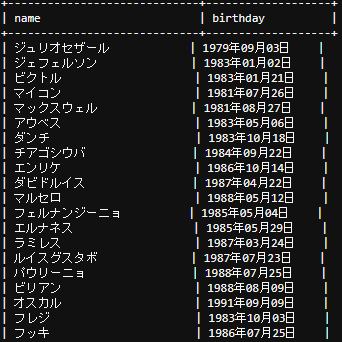 name | birthday
ジュリオセザール | 1979年09月03日 |
ジェフェルソン | 1983年01月02日 |
ビクトル | 1983年01月21日 |
マイコン | 1981年07月26日 |
マックスウェル | 1981年08月27日 |
アウベス | 1983年05月06日 |
ダンチ | 1983年10月18日 |
チアゴシウバ | 1984年09月22日 |
エンリケ | 1986年10月14日 |
ダビドルイス | 1987年04月22日 |
マルセロ | 1988年05月12日 |
フェルナンジーニョ | 1985年05月04日 |
エルナネス | 1985年05月29日 |
ラミレス | 1987年03月24日 |
ルイスグスタボ | 1987年07月23日 |
パウリーニョ | 1988年07月25日 |
ビリアン | 1988年08月09日 |
オスカル | 1991年09月09日 |
フレジ | 1983年10月03日 |
フッキ | 1986年07月25日 |